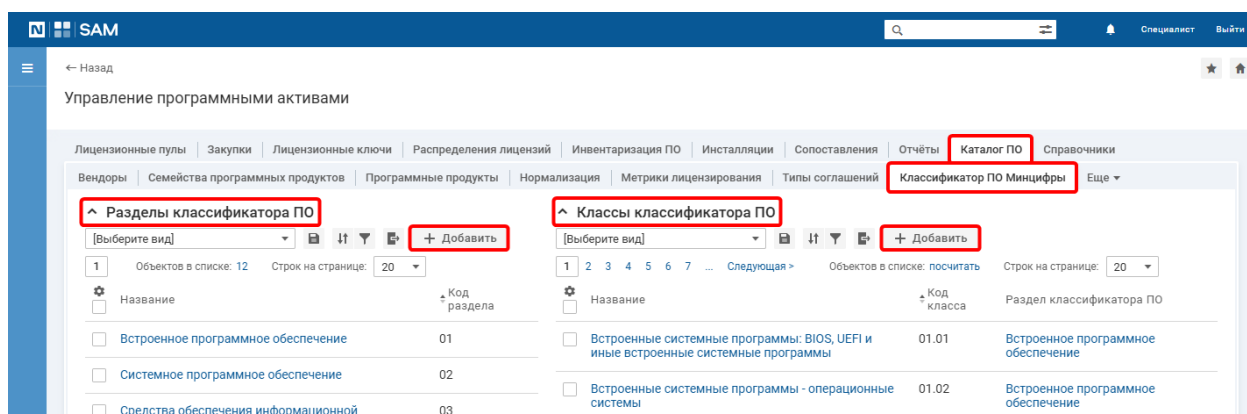 N SAM
Специалист Выйти
← Назад
Управление программными активами
Лицензионные пулы Закупки Лицензионные ключи Распределения лицензий Инвентаризация ПО Инсталляции Сопоставления Отчёты Каталог ПО Справочники
Вендоры Семейства программных продуктов Программные продукты Нормализация Метрики лицензирования Типы соглашений Классификатор ПО Минцифры Еще
Разделы классификатора ПО
[Выберите вид] + Добавить
1 Объектов в списке: 12 Строк на странице: 20
Название Код раздела
Встроенное программное обеспечение 01
Системное программное обеспечение 02
Средства обеспечения информационной 03
Классы классификатора ПО
[Выберите вид] + Добавить
1 2 3 4 5 6 7 ... Следующая > Объектов в списке: посчитать Строк на странице: 20
Название Код класса Раздел классификатора ПО
Встроенные системные программы: BIOS, UEFI и 01.01 Встроенное программное
иные встроенные системные программы обеспечение
Встроенные системные программы - операционные 01.02 Встроенное программное
системы обеспечение